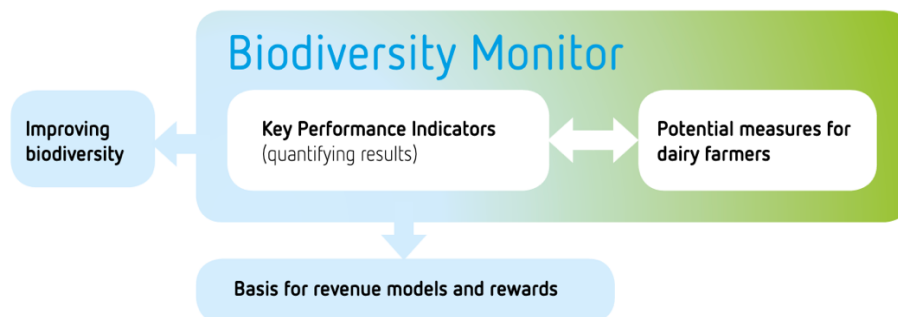 Biodiversity Monitor
Improving
biodiversity
Key Performance Indicators
(quantifying results)
Potential measures for
dairy farmers
Basis for revenue models and rewards